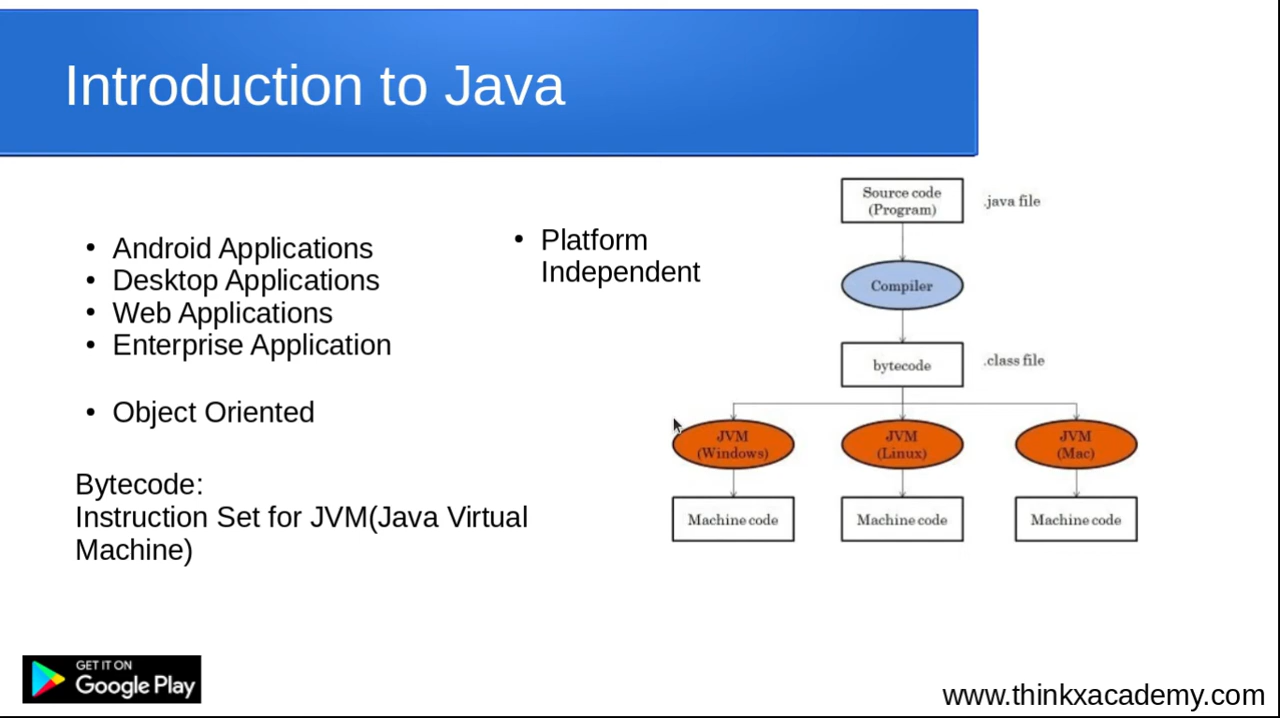 Introduction to Java
Android Applications
Desktop Applications
Web Applications
Enterprise Application
Object Oriented
Bytecode:
Instruction Set for JVM(Java Virtual
Machine)
Platform
Independent
Source code
(Program)
.java file
Compiler
bytecode
.class file
JVM
(Windows)
JVM
(Linux)
JVM
(Mac)
Machine code
Machine code
Machine code
GET IT ON
Google Play
www.thinkxacademy.com